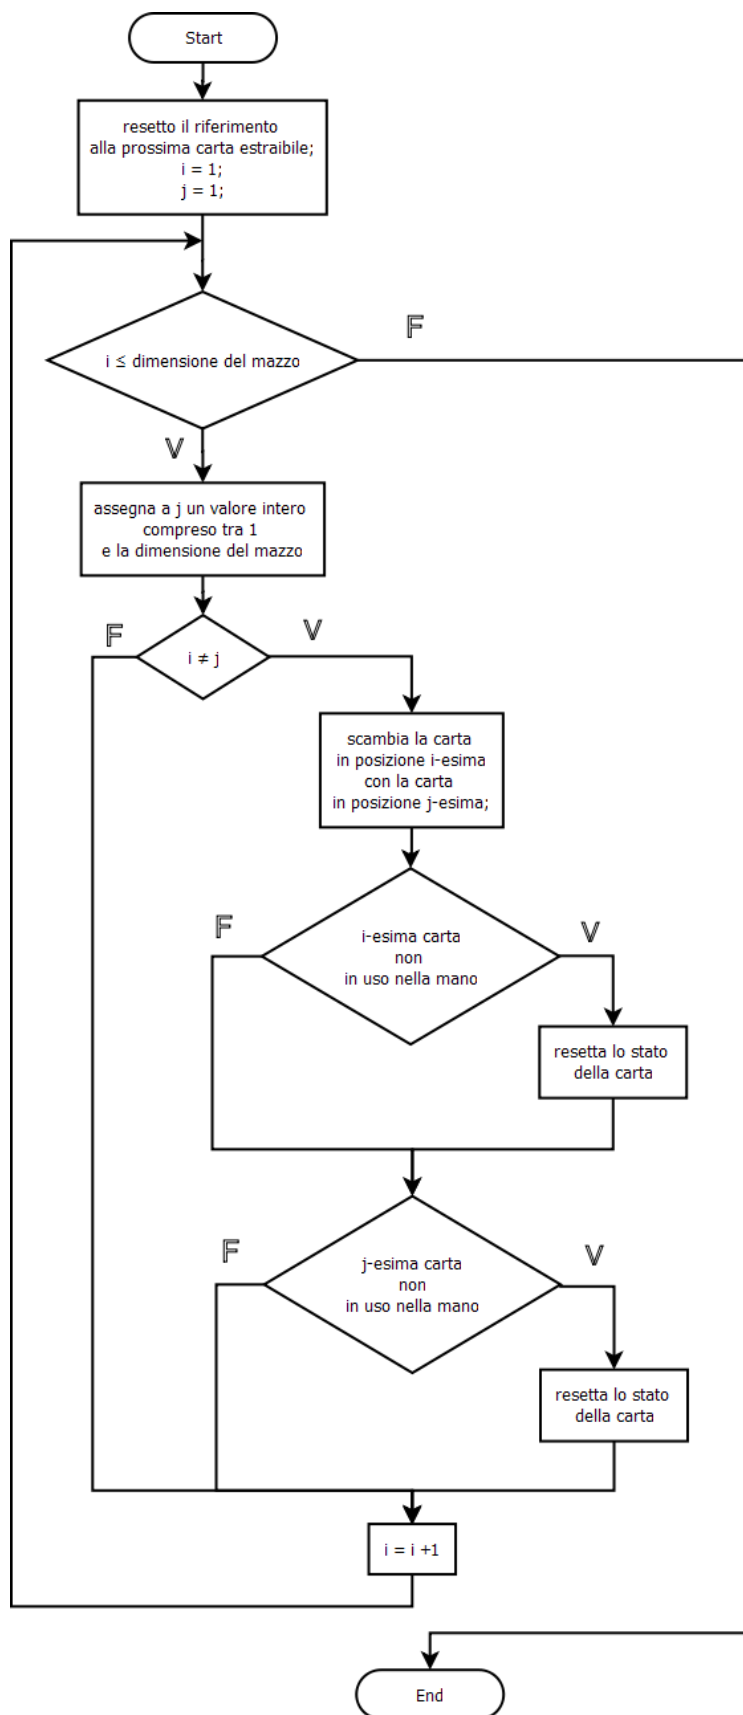 Start
resetto il riferimento
alla prossima carta estraibile;
i = 1;
j = 1;
F
i ≤ dimensione del mazzo
V
assegna a j un valore intero
compreso tra 1
e la dimensione del mazzo
F
V
i ≠ j
scambia la carta
in posizione i-esima
con la carta
in posizione j-esima;
F
V
i-esima carta
non
in uso nella mano
resetta lo stato
della carta
F
V
j-esima carta
non
in uso nella mano
resetta lo stato
della carta
i = i +1
End